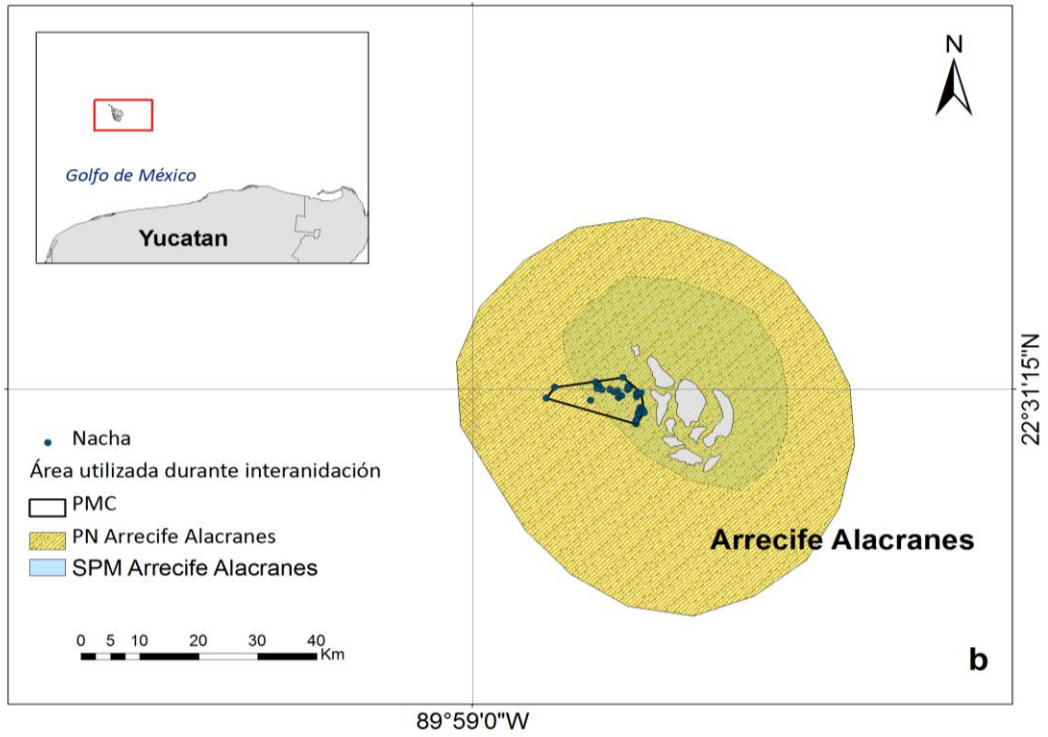 N
Golfo de México
Yucatan
22°31'15"N
Nacha
Área utilizada durante interanidación
PMC
PN Arrecife Alacranes
SPM Arrecife Alacranes
Arrecife Alacranes
0 5 10 20 30 40
Km
b
89°59'0"W